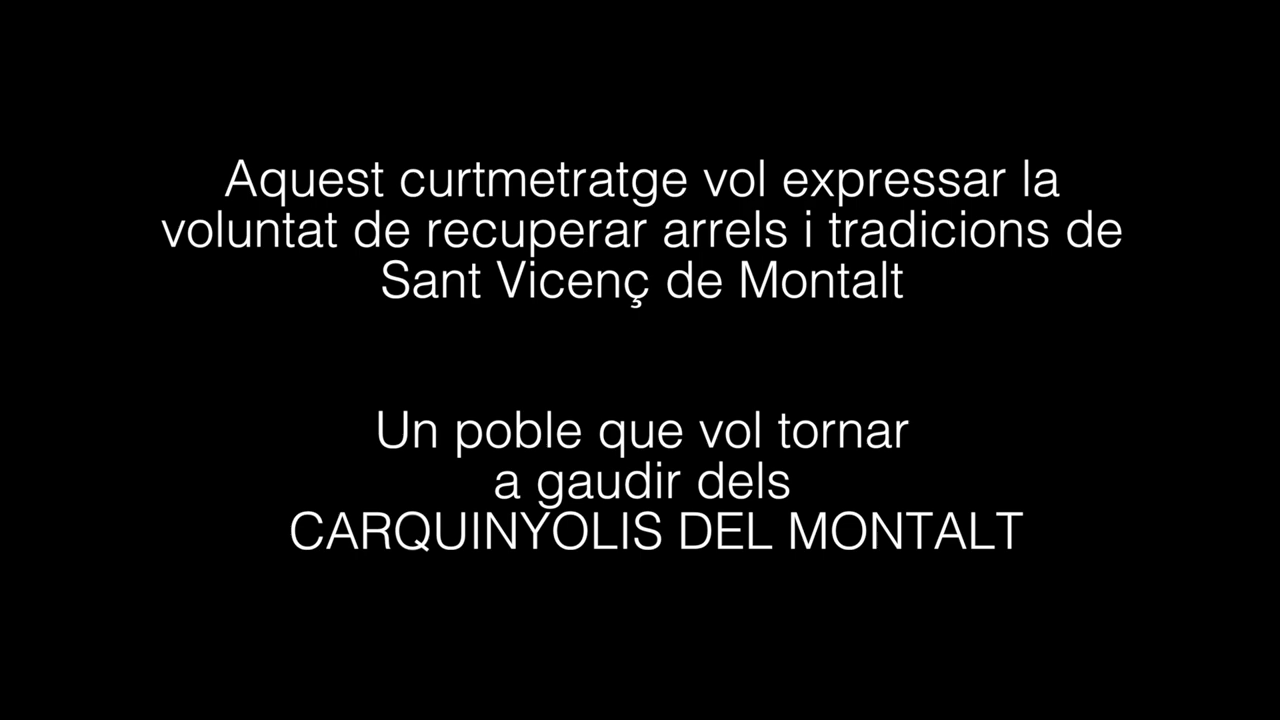 Aquest curtmetratge vol expressar la
voluntat de recuperar arrels i tradicions de
Sant Vicenç de Montalt
Un poble que vol tornar
a gaudir dels
CARQUINYOLIS DEL MONTALT